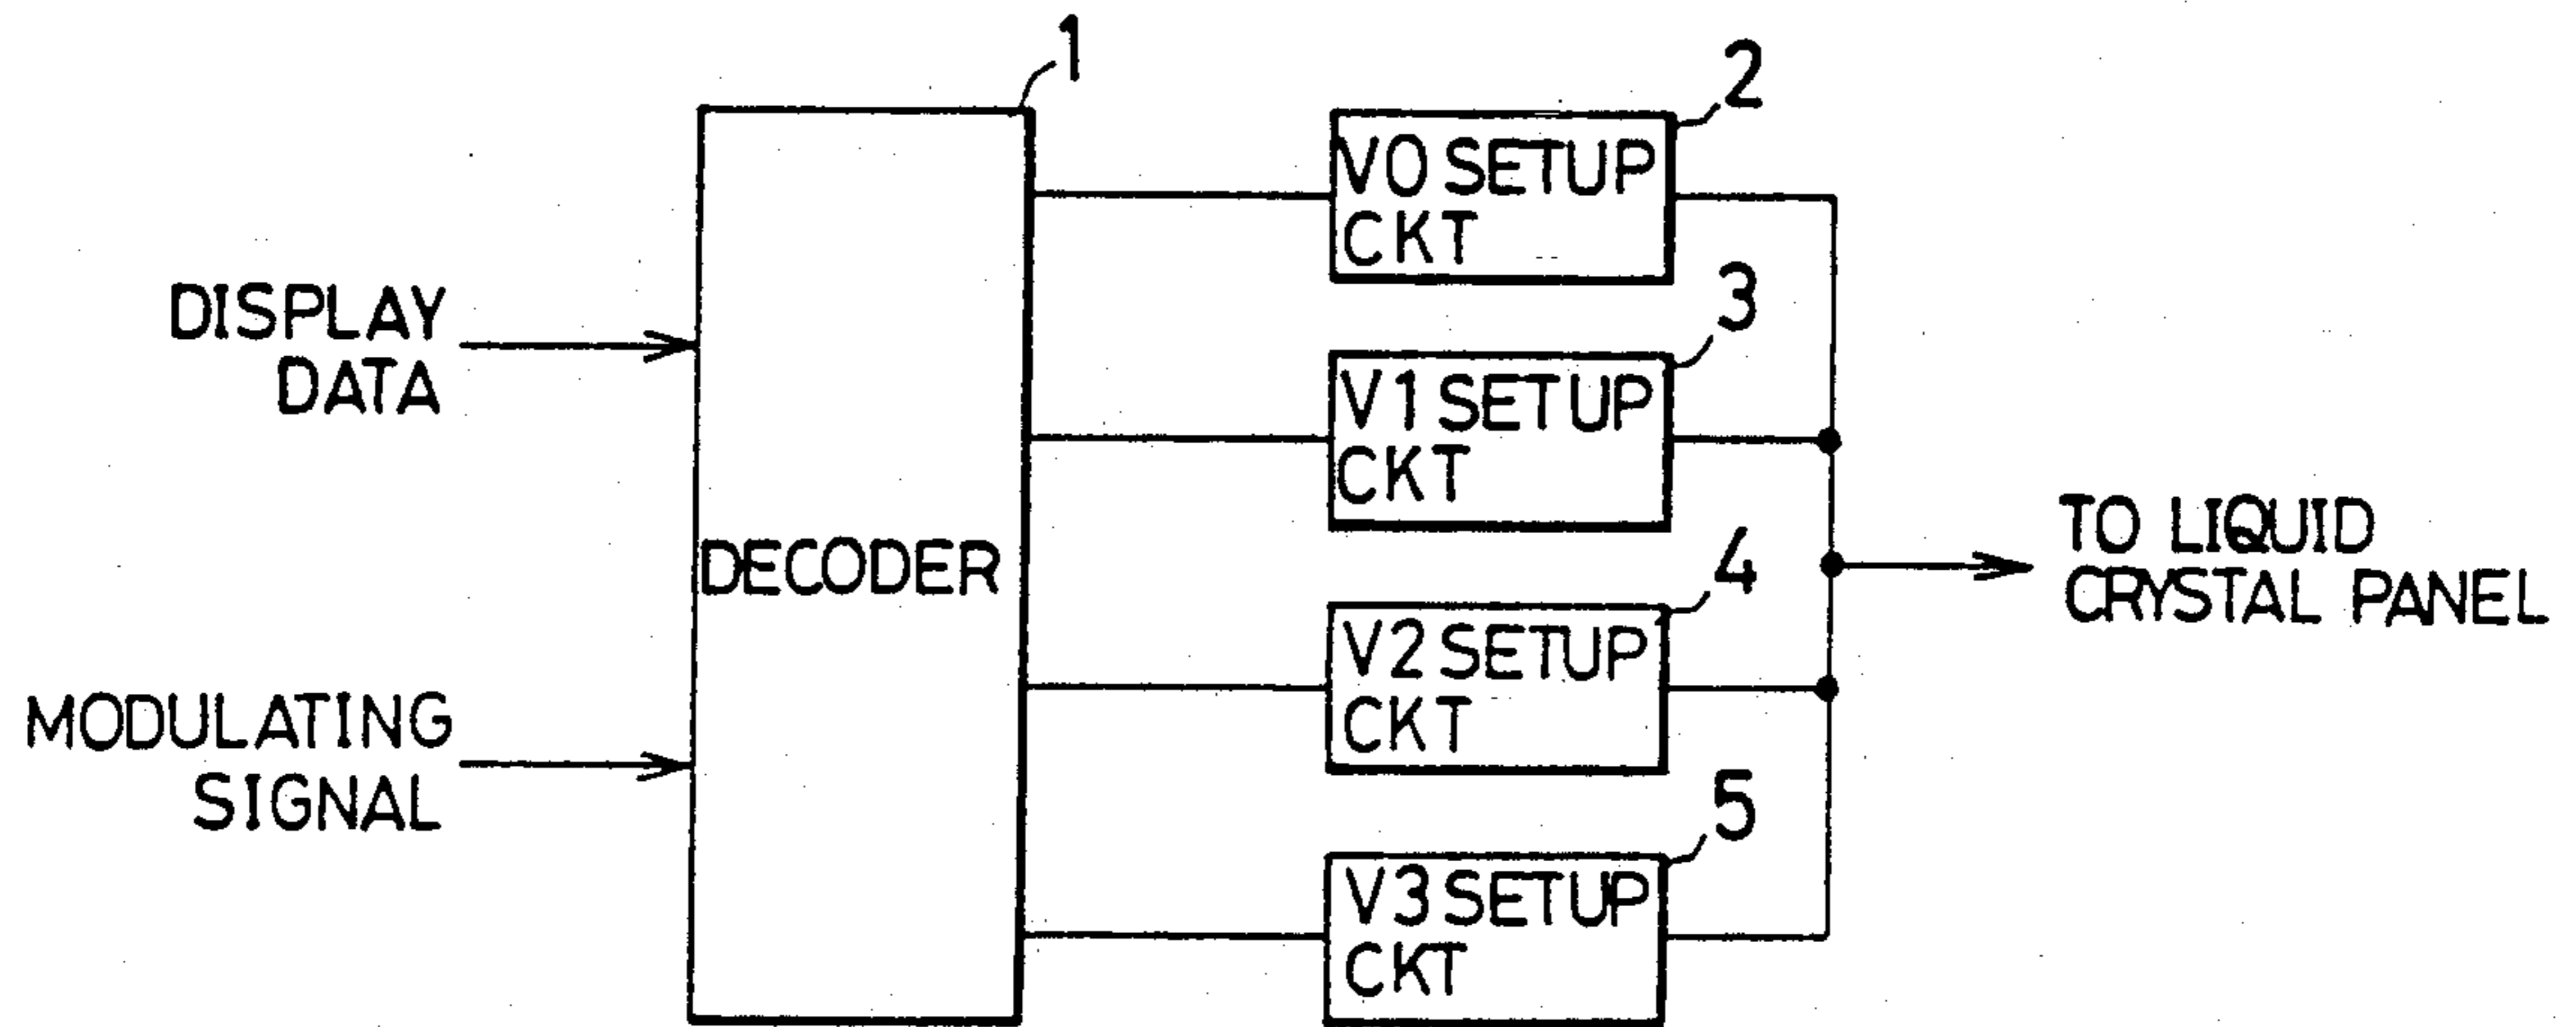 1
2
V0 SETUP
CKT
3
DISPLAY
DATA
V1 SETUP
CKT
TO LIQUID
CRYSTAL PANEL
DECODER
4
V2 SETUP
CKT
MODULATING
SIGNAL
5
V3 SETUP
CKT